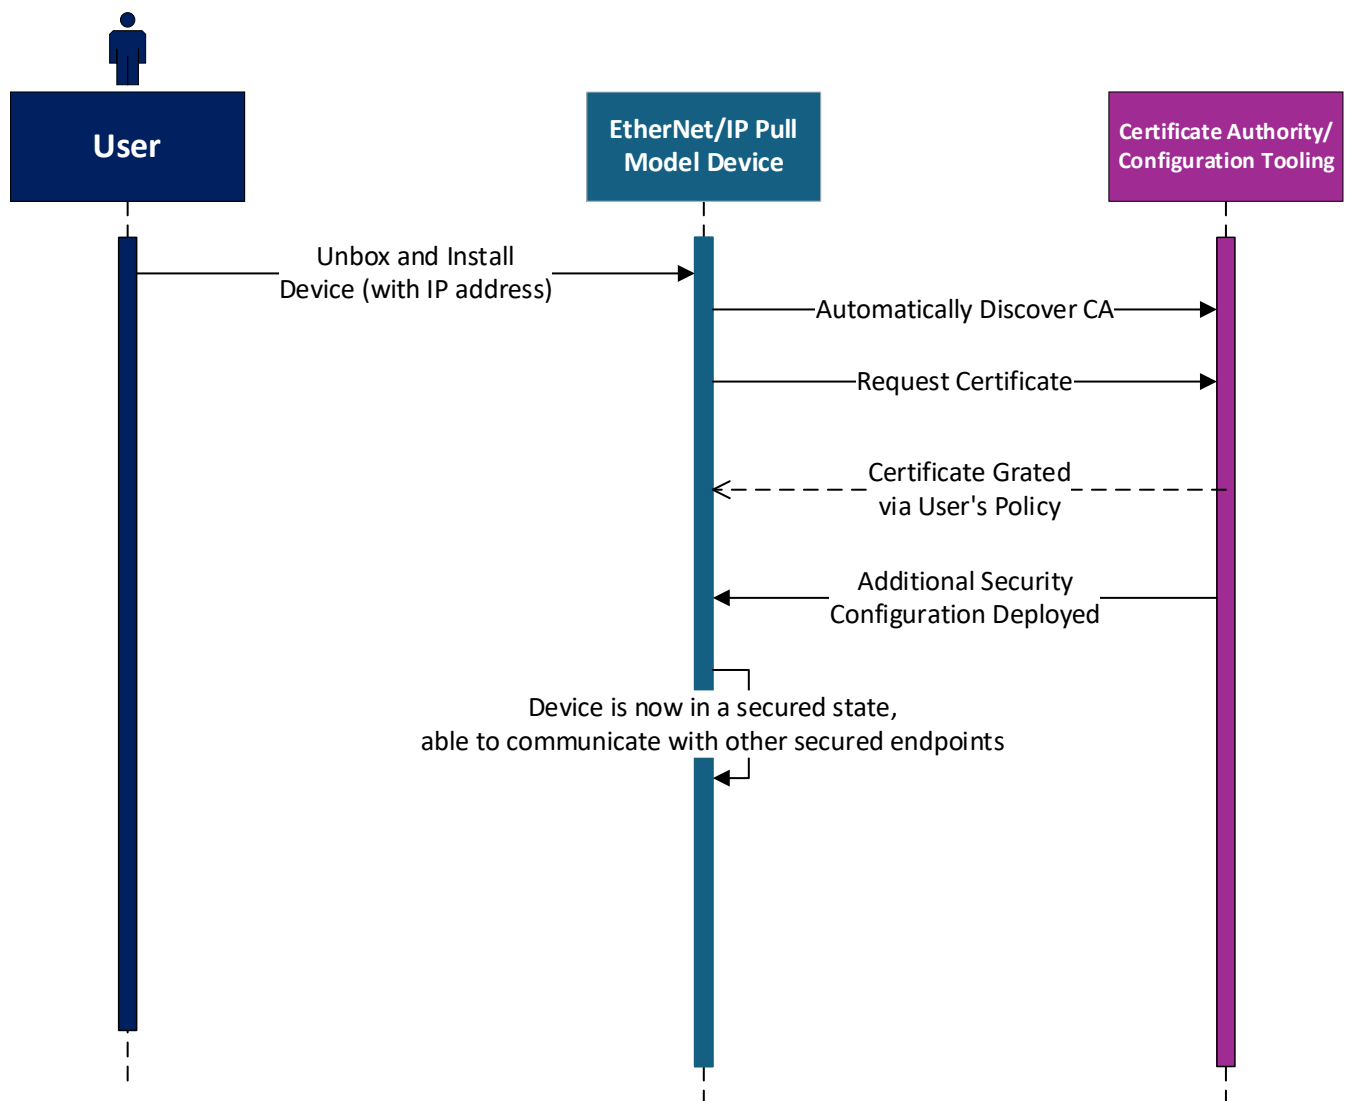 User
EtherNet/IP Pull
Model Device
Certificate Authority/
Configuration Tooling
Unbox and Install
Device (with IP address)
Automatically Discover CA
Request Certificate
Certificate Grated
via User's Policy
Additional Security
Configuration Deployed
Device is now in a secured state,
able to communicate with other secured endpoints